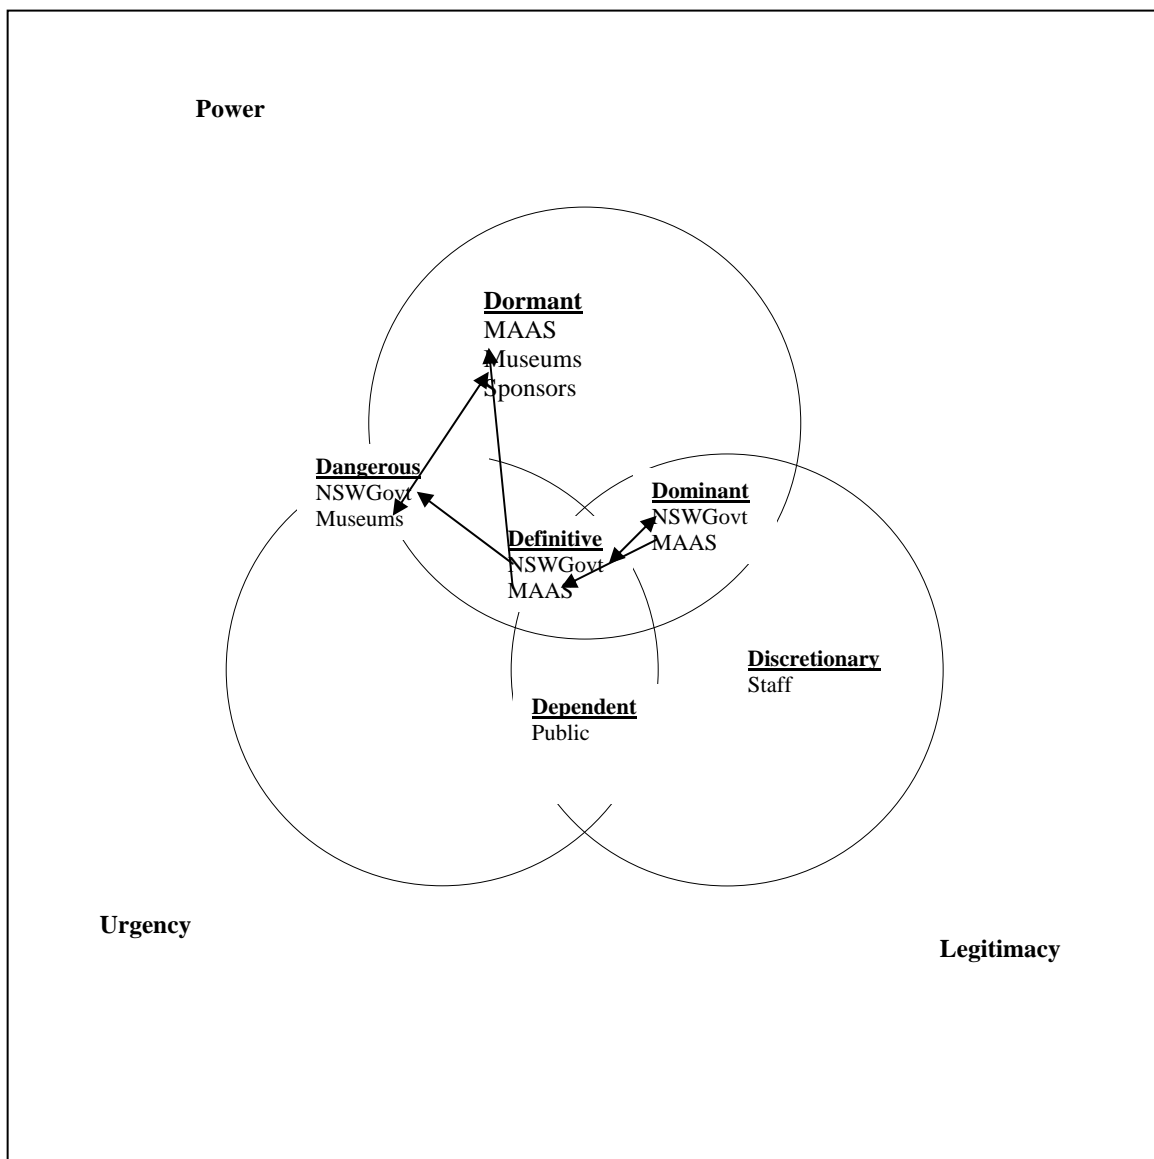 Power
Dormant
MAAS
Museums
Sponsors
Dangerous
NSWGovt
Museums
Dominant
NSWGovt
MAAS
Definitive
NSWGovt
MAAS
Discretionary
Staff
Dependent
Public
Urgency
Legitimacy